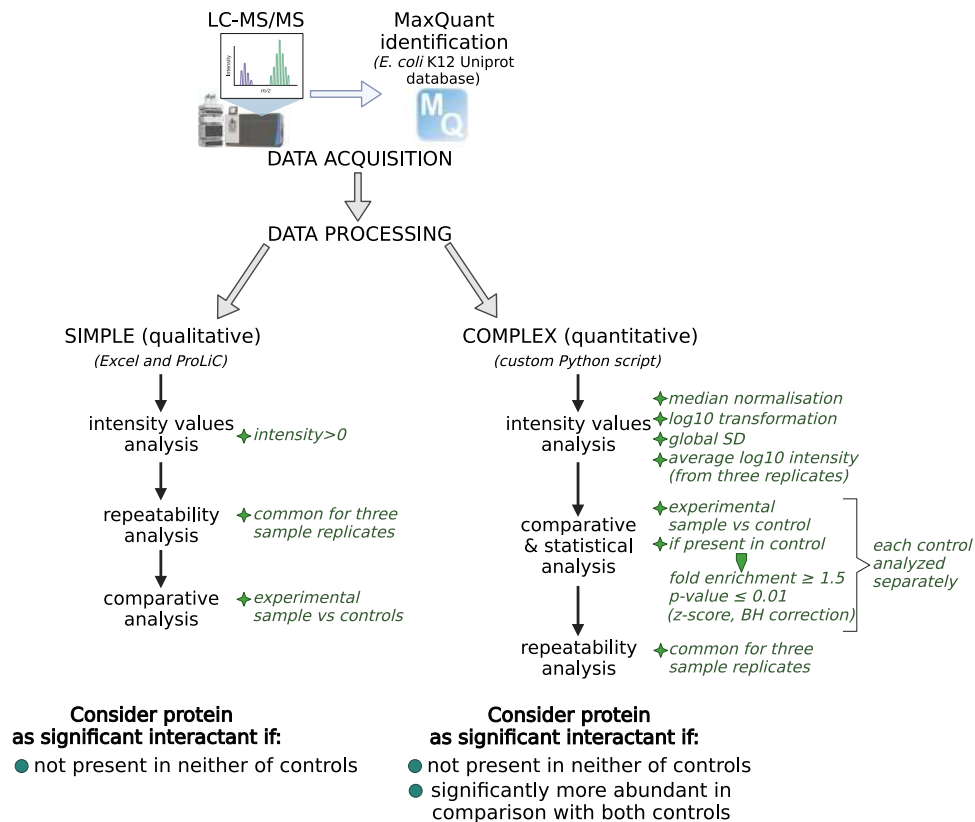 LC-MS/MS
Intensity
m/z
MaxQuant
identification
(E. coli K12 Uniprot
database)
MQ
DATA ACQUISITION
DATA PROCESSING
SIMPLE (qualitative)
(Excel and ProLiC)
intensity values
analysis
intensity>0
repeatability
analysis
common for three
sample replicates
comparative
analysis
experimental
sample vs controls
Consider protein
as significant interactant if:
not present in neither of controls
COMPLEX (quantitative)
(custom Python script)
intensity values
analysis
median normalisation
log10 transformation
global SD
average log10 intensity
(from three replicates)
comparative
& statistical
analysis
experimental
sample vs control
if present in control
fold enrichment ≥ 1.5
p-value ≤ 0.01
(z-score, BH correction)
each control
analyzed
separately
repeatability
analysis
common for three
sample replicates
Consider protein
as significant interactant if:
not present in neither of controls
significantly more abundant in
comparison with both controls